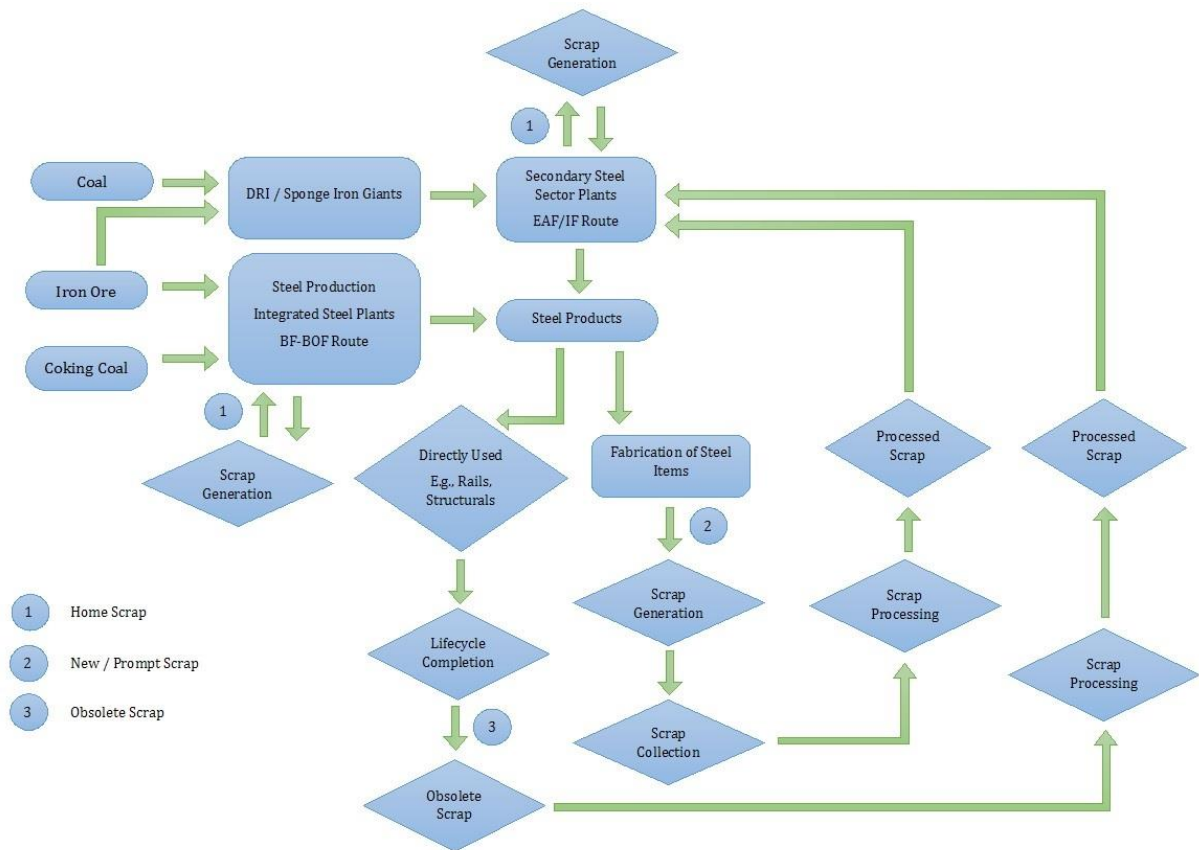 Scrap
Generation
1
Coal
DRI / Sponge Iron Giants
Secondary Steel
Sector Plants
EAF/IF Route
Iron Ore
Steel Production
Integrated Steel Plants
BF-BOF Route
Steel Products
Coking Coal
1
Scrap
Generation
Directly Used
E.g., Rails,
Structurals
Fabrication of Steel
Items
Processed
Scrap
Processed
Scrap
2
Scrap
Generation
Scrap
Processing
1
Home Scrap
Lifecycle
Completion
2
New / Prompt Scrap
Scrap
Processing
3
Obsolete Scrap
3
Scrap
Collection
Obsolete
Scrap